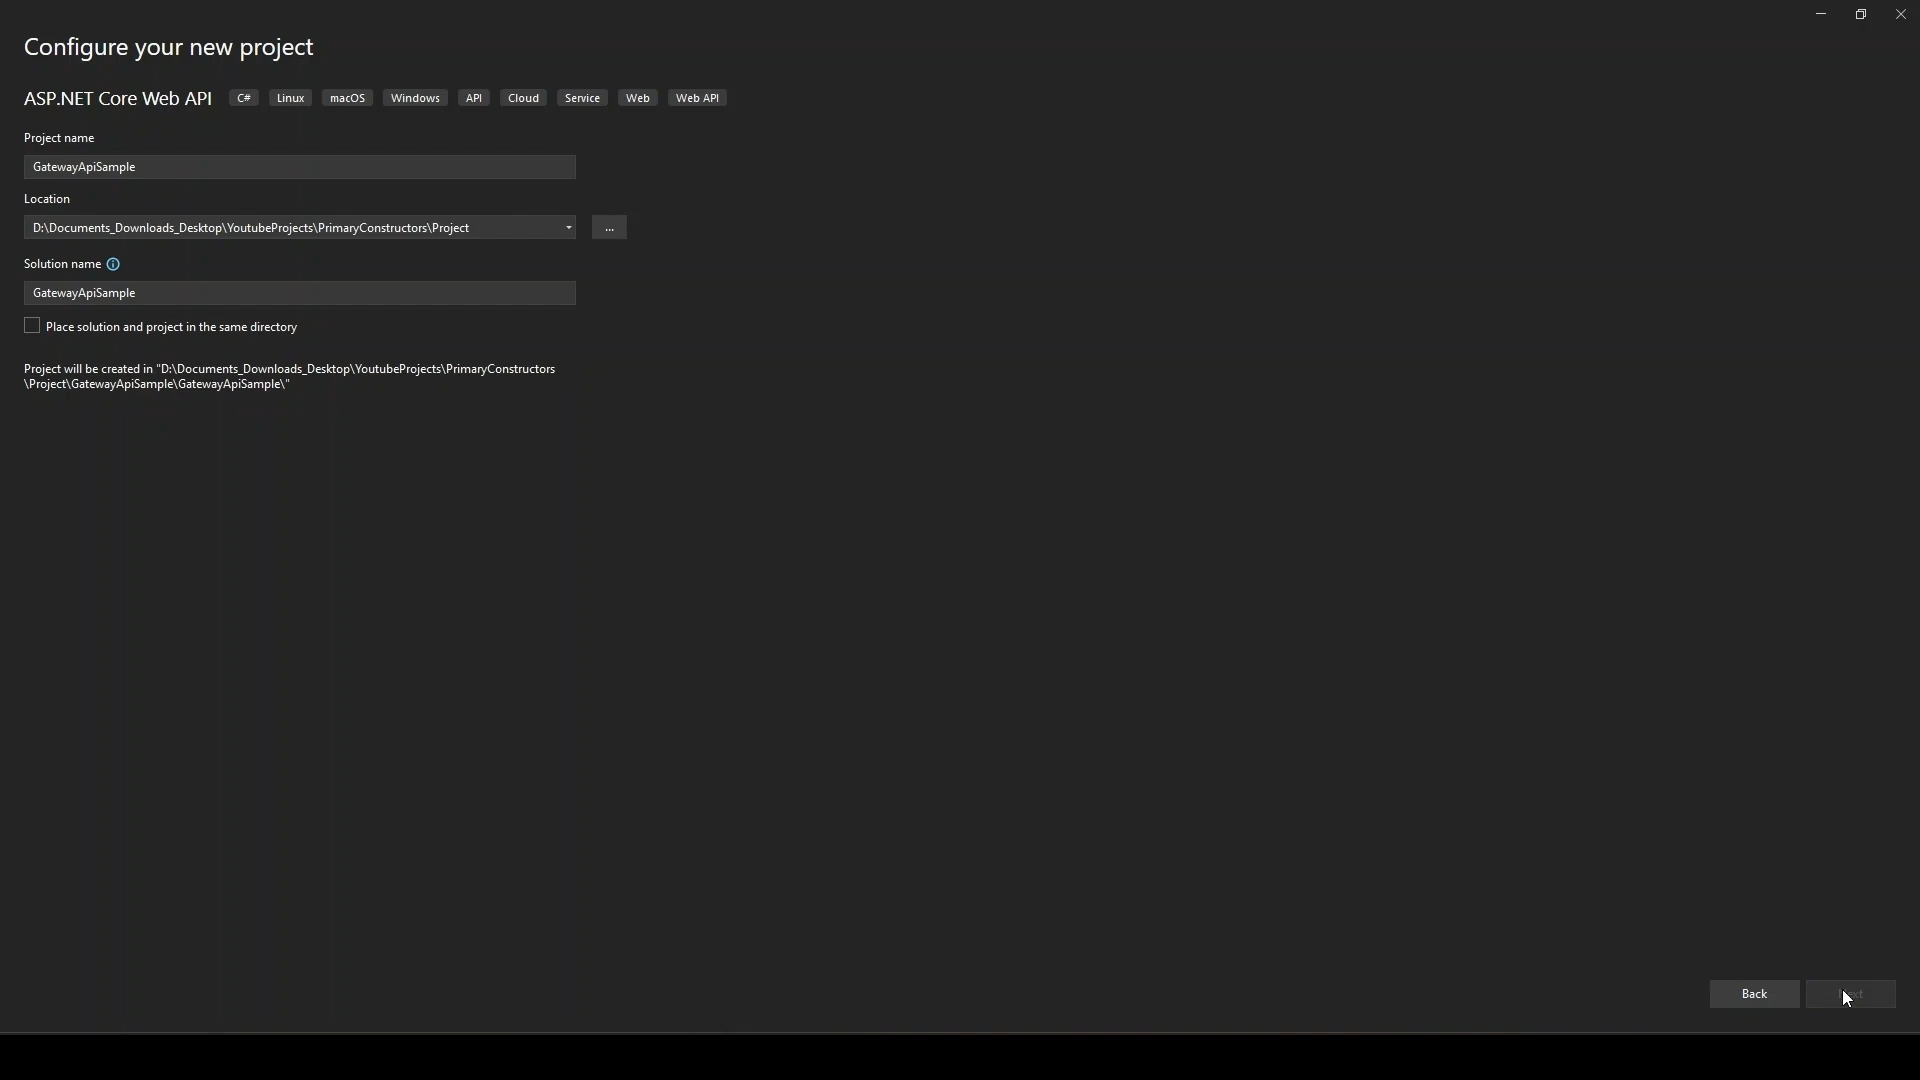 Configure your new project
ASP.NET Core Web API C# Linux macOS Windows API Cloud Service Web Web API
Project name
GatewayApiSample
Location
D:\Documents_Downloads_Desktop\YoutubeProjects\PrimaryConstructors\Project ...
Solution name
GatewayApiSample
Place solution and project in the same directory
Project will be created in "D:\Documents_Downloads_Desktop\YoutubeProjects\PrimaryConstructors
\Project\GatewayApiSample\GatewayApiSample\"
Back